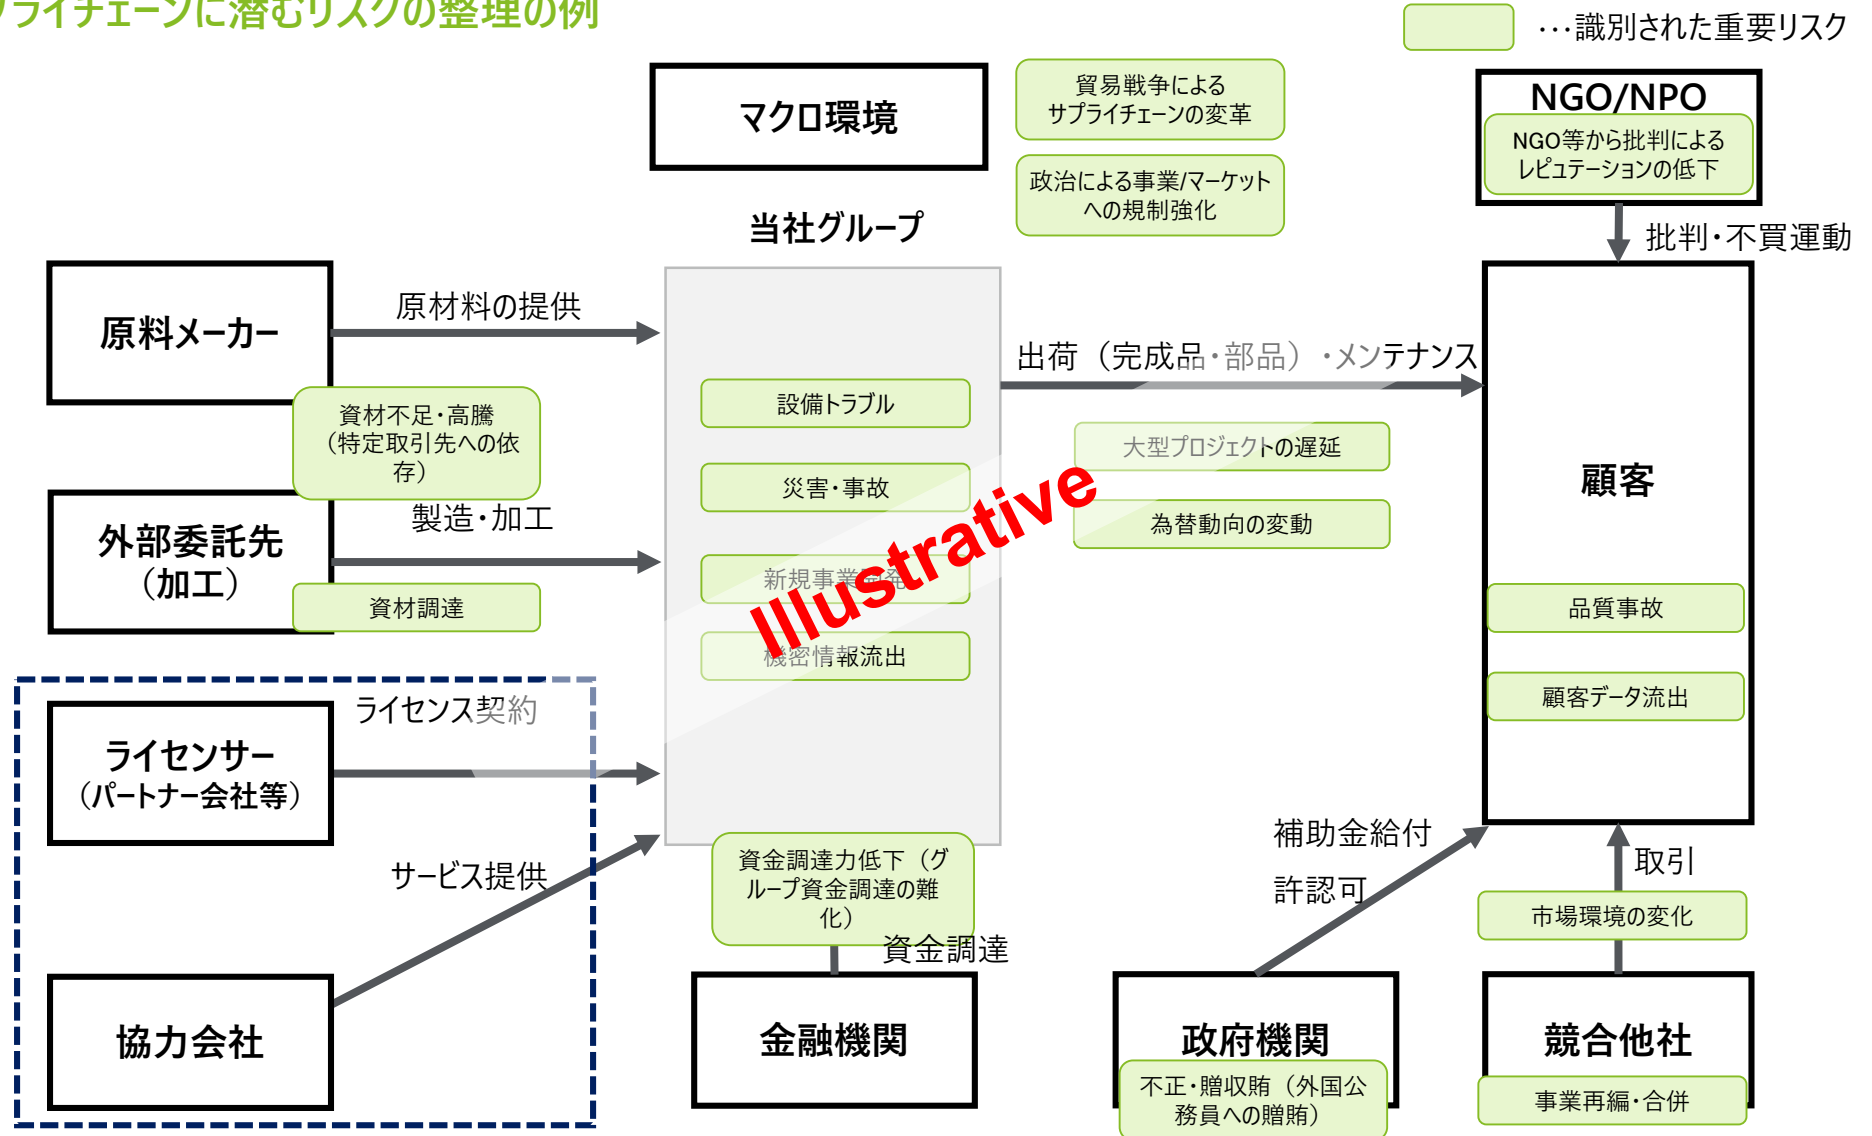 プライチェーンに潜むリスクの整理の例
…識別された重要リスク
マクロ環境
貿易戦争による
サプライチェーンの変革
政治による事業/マーケット
への規制強化
NGO/NPO
NGO等から批判による
レピュテーションの低下
批判・不買運動
当社グループ
原料メーカー
原材料の提供
資材不足・高騰
（特定取引先への依
存）
外部委託先
（加工）
製造・加工
資材調達
設備トラブル
災害・事故
新規事業開発
機密情報流出
Illustrative
出荷（完成品・部品）・メンテナンス
大型プロジェクトの遅延
為替動向の変動
顧客
品質事故
顧客データ流出
ライセンス契約
ライセンサー
（パートナー会社等）
サービス提供
協力会社
資金調達力低下（グ
ループ資金調達の難
化）
資金調達
金融機関
補助金給付
許認可
政府機関
不正・贈収賄（外国公
務員への贈賄）
取引
市場環境の変化
競合他社
事業再編・合併